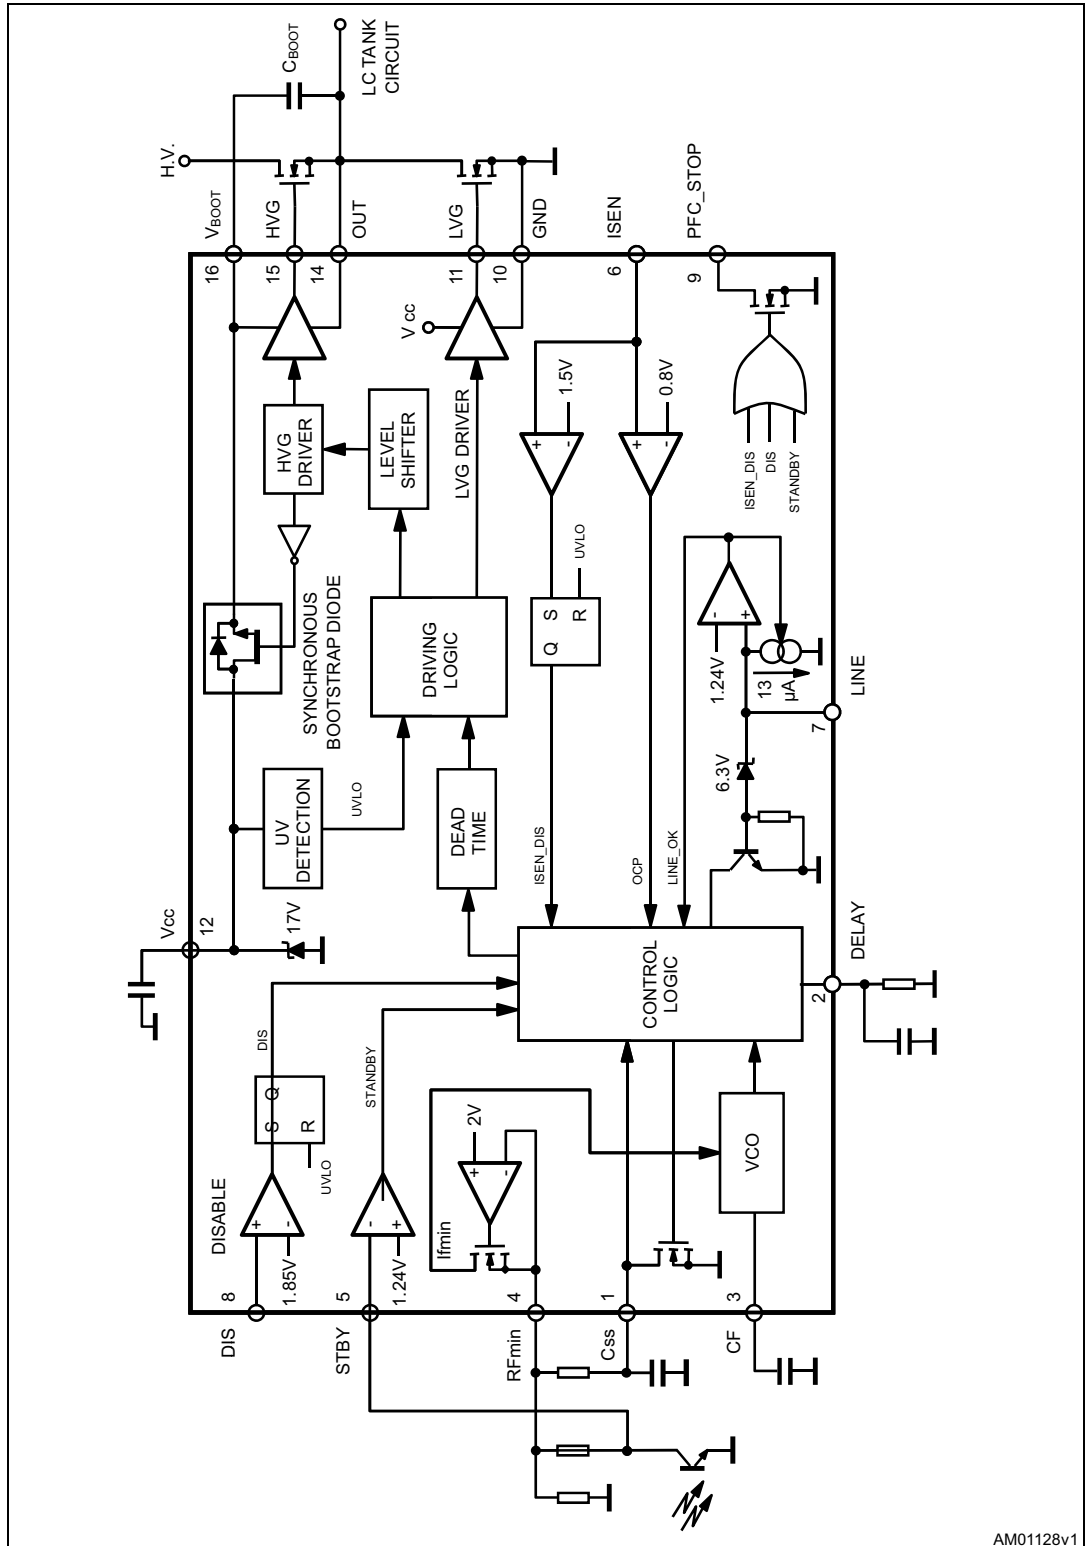 LC TANK
CIRCUIT
CBOOT
H.V.
VBOOT
HVG
OUT
LVG
GND
ISEN
PFC_STOP
16
15
14
11
10
6
9
V cc
HVG
DRIVER
LEVEL
SHIFTER
LVG DRIVER
SYNCHRONOUS
BOOTSTRAP DIODE
DRIVING
LOGIC
UV
DETECTION
UVLO
DEAD
TIME
+
-
1.5V
+
-
0.8V
S
Q
R
UVLO
ISEN_DIS
DIS
STANDBY
ISEN_DIS
OCP
LINE_OK
-
+
1.24V
13
µA
6.3V
7
LINE
Vcc
12
17V
CONTROL
LOGIC
2
DELAY
DIS
STANDBY
S
Q
R
UVLO
DISABLE
+
-
1.85V
-
+
1.24V
2V
+
-
Ifmin
VCO
8
5
4
1
3
DIS
STBY
RFmin
Css
CF
AM01128v1